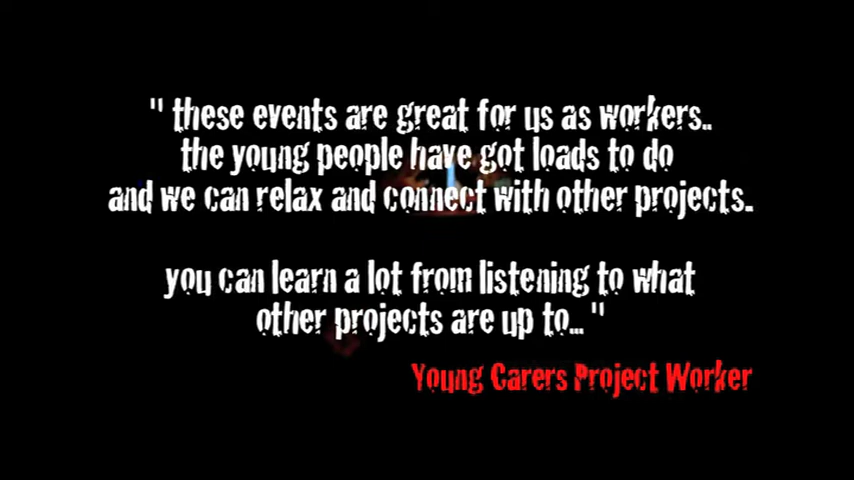 " these events are great for us as workers..
the young people have got loads to do
and we can relax and connect with other projects.
you can learn a lot from listening to what
other projects are up to... "
Young Carers Project Worker